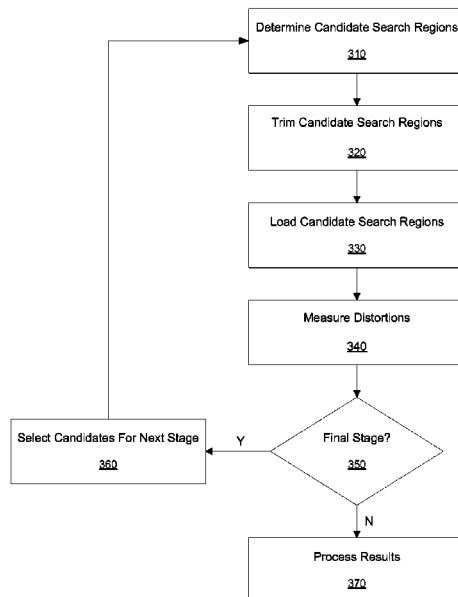 Determine Candidate Search Regions
310
Trim Candidate Search Regions
320
Load Candidate Search Regions
330
Measure Distortions
340
Select Candidates For Next Stage
360
Y
Final Stage?
350
N
Process Results
370